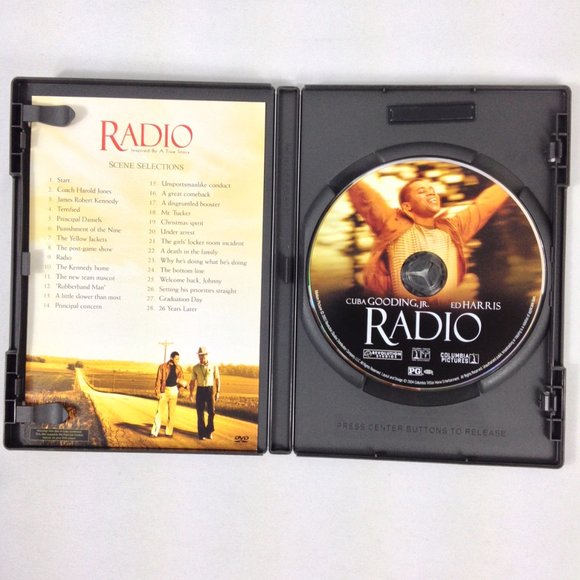 RADIO
Inspired By A True Story
SCENE SELECTIONS
1. Start
2. Coach Harold Jones
3. James Robert Kennedy
4. Terrified
5. Principal Daniels
6. Punishment of the Nine
7. The Yellow Jackets
8. The post-game show
9. Radio
10. The Kennedy home
11. The new team mascot
12. "Rubberband Man"
13. A little slower than most
14. Principal concern
15. Unsportsmanlike conduct
16. A great comeback
17. A disgruntled booster
18. Mr. Tucker
19. Christmas spirit
20. Under arrest
21. The girls' locker room incident
22. A death in the family
23. Why he's doing what he's doing
24. The bottom line
25. Welcome back, Johnny
26. Setting his priorities straight
27. Graduation Day
28. 26 Years Later
DVD
CUBA GOODING, JR. ED HARRIS
RADIO
REVOLUTION STUDIOS
COLUMBIA PICTURES
PG
PRESS CENTER BUTTONS TO RELEASE